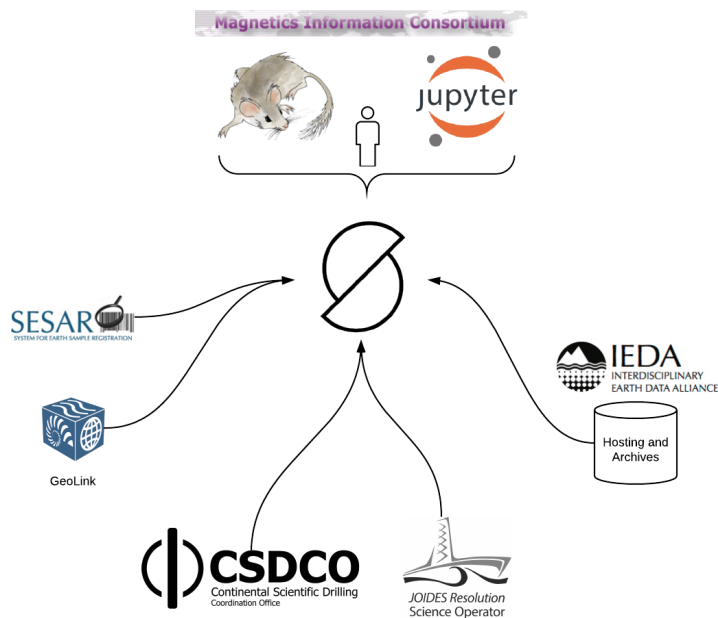 Magnetics Information Consortium
jupyter
SESAR
SYSTEM FOR EARTH SAMPLE REGISTRATION
IEDA
INTERDISCIPLINARY
EARTH DATA ALLIANCE
Hosting and
Archives
GeoLink
CSDCO
Continental Scientific Drilling
Coordination Office
JOIDES Resolution
Science Operator